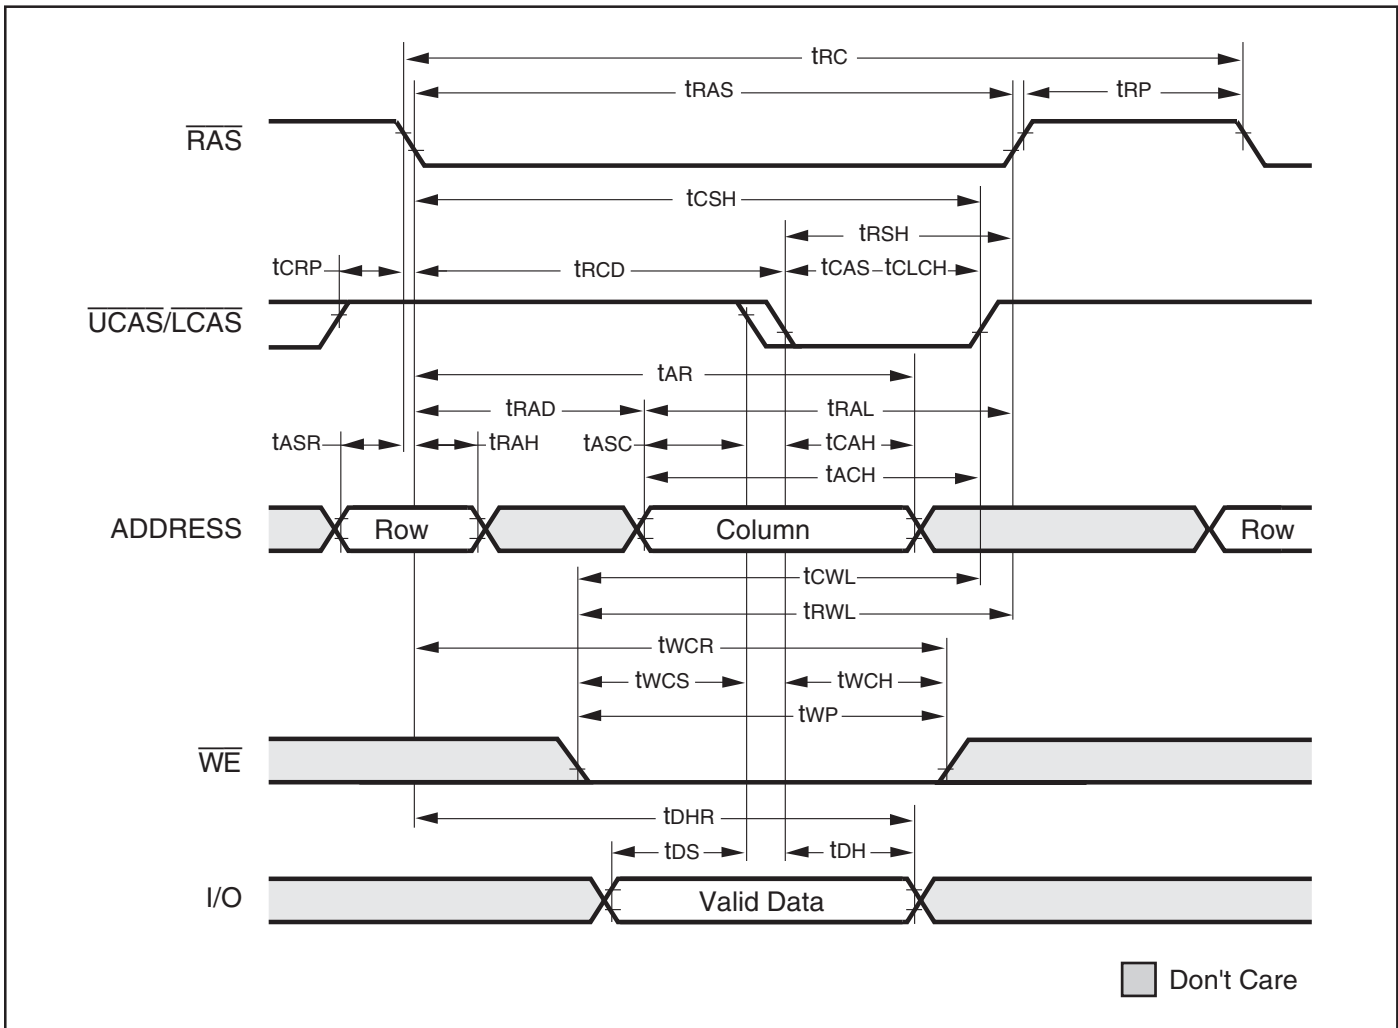 tRC
tRAS
tRP
RAS
tCSH
tRSH
tCRP
tRCD
tCAS
tCLCH
UCAS/LCAS
tAR
tRAD
tRAL
tASR
tRAH
tASC
tCAH
tACH
ADDRESS
Row
Column
Row
tCWL
tRWL
tWCR
tWCS
tWCH
tWP
WE
tDHR
tDS
tDH
I/O
Valid Data
Don't Care